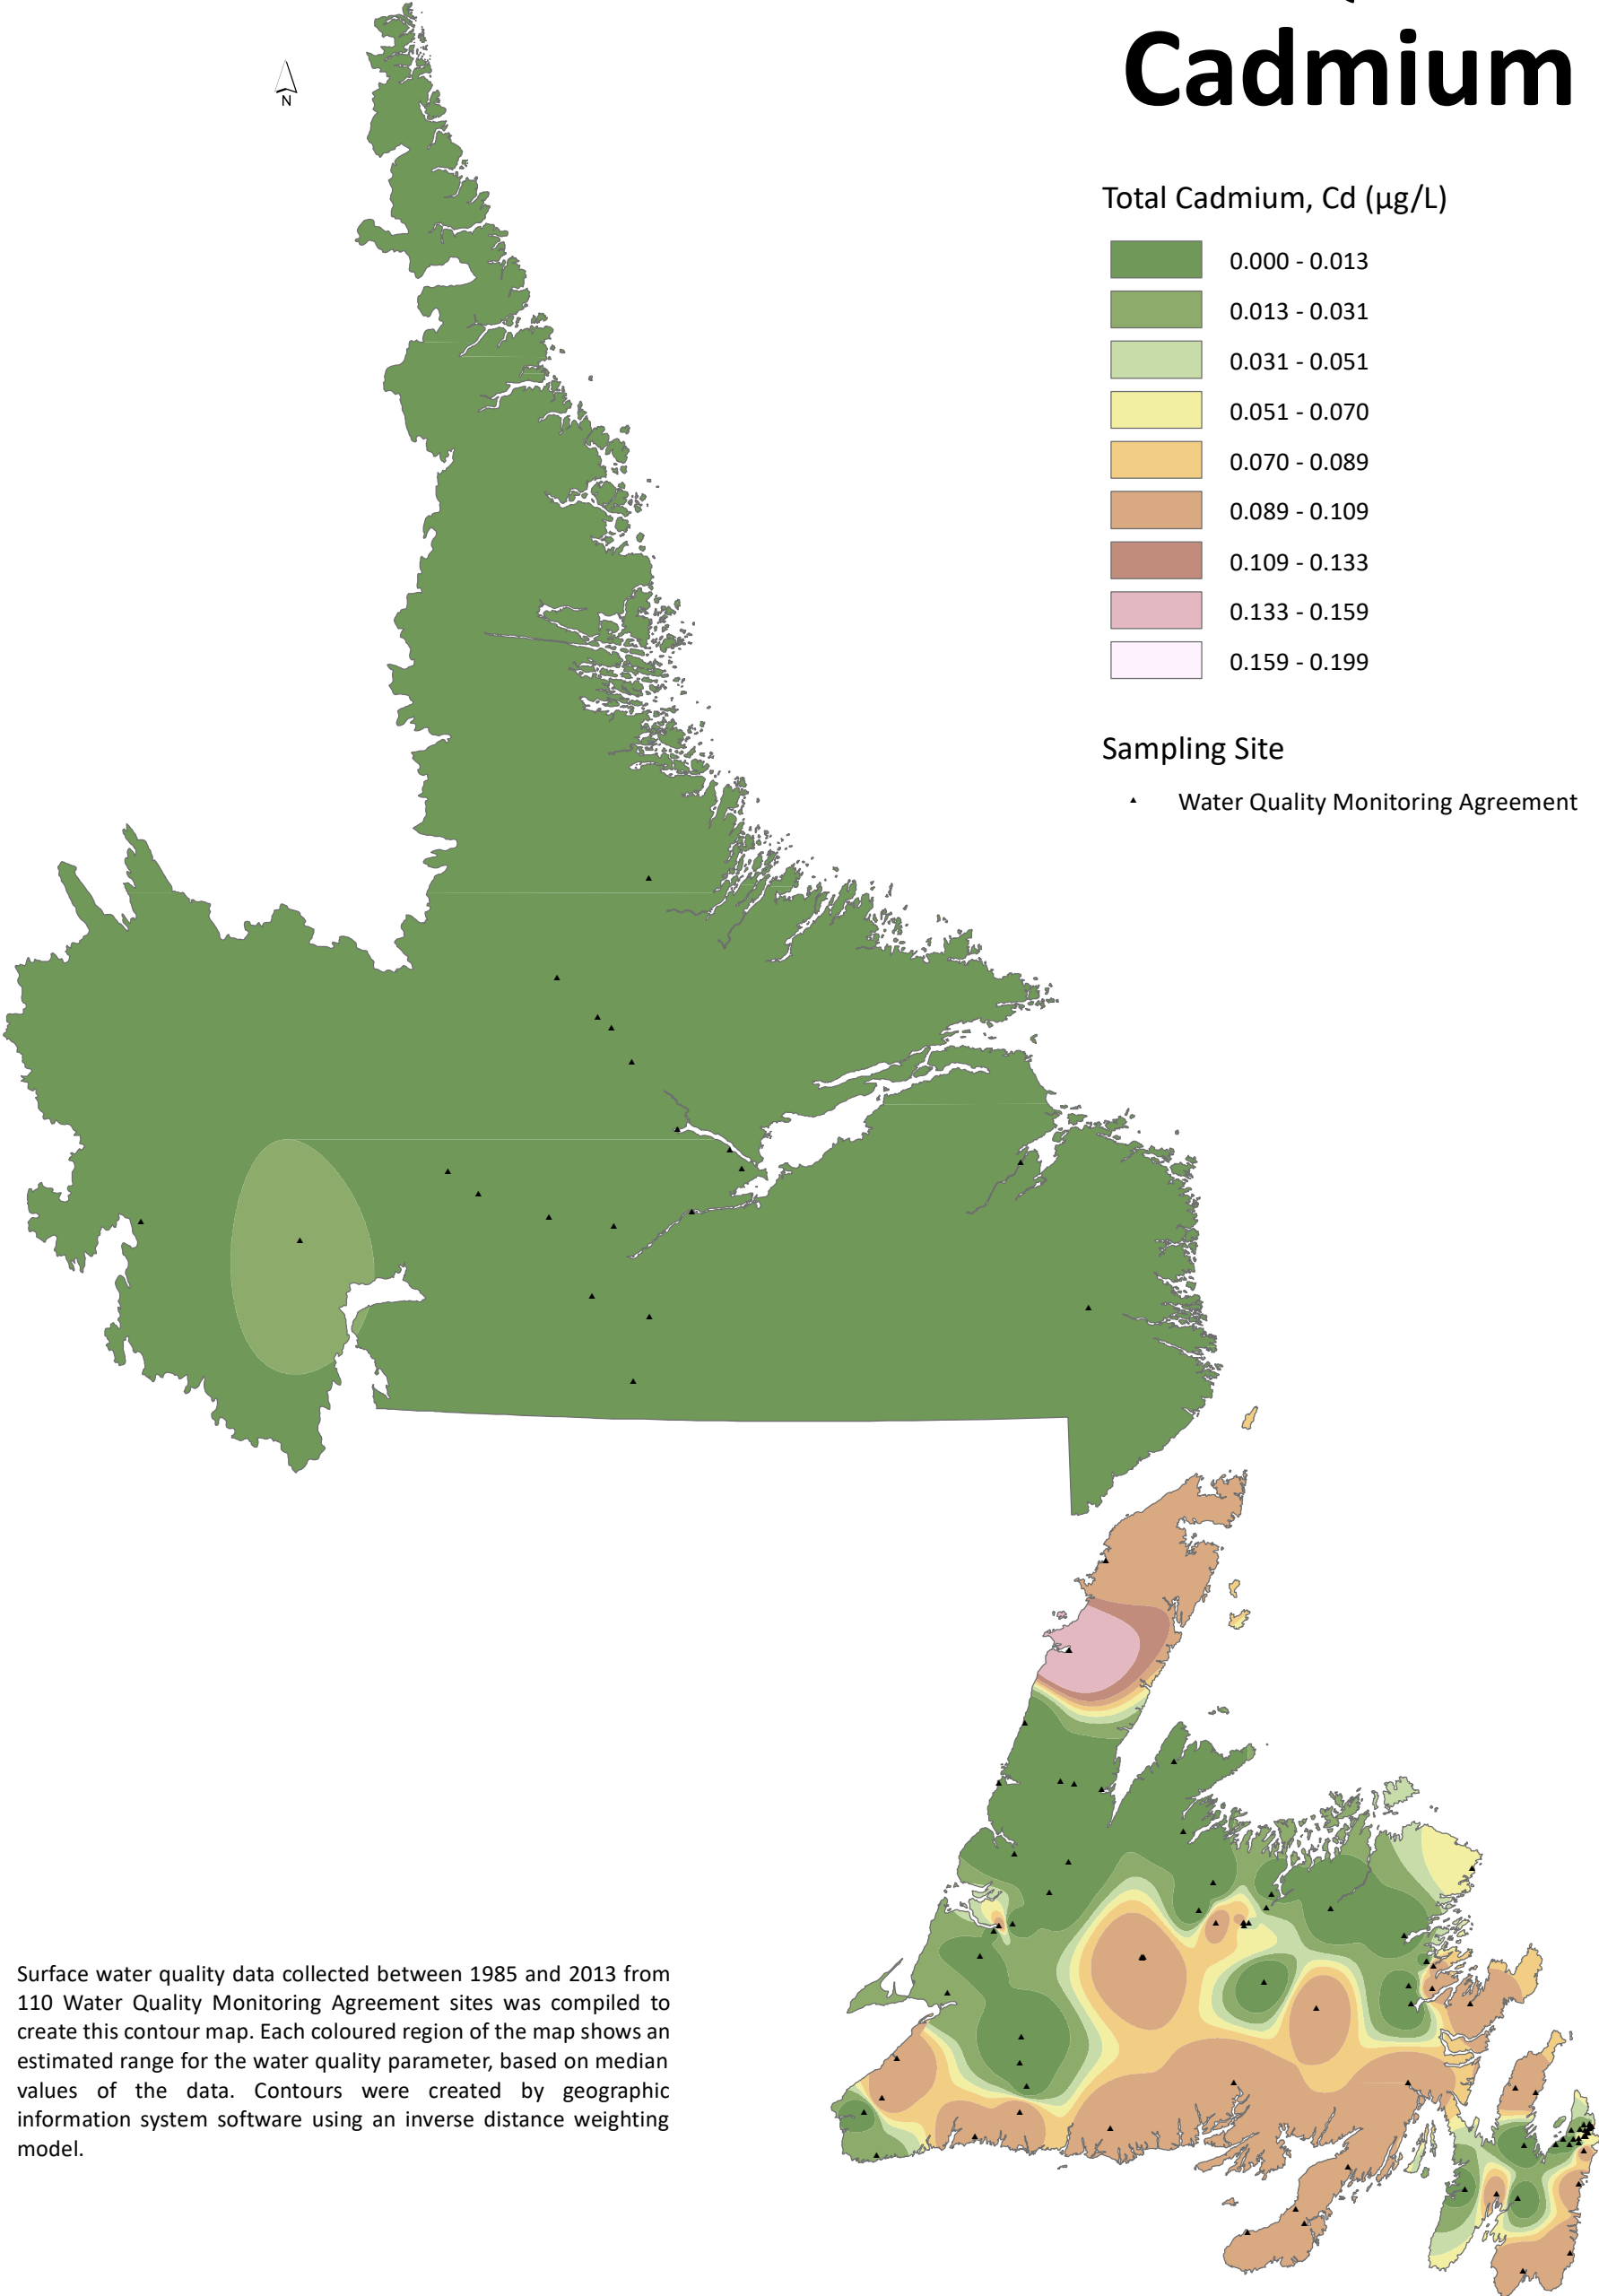 Cadmium
N
Total Cadmium, Cd (µg/L)
0.000 - 0.013
0.013 - 0.031
0.031 - 0.051
0.051 - 0.070
0.070 - 0.089
0.089 - 0.109
0.109 - 0.133
0.133 - 0.159
0.159 - 0.199
Sampling Site
Water Quality Monitoring Agreement
Surface water quality data collected between 1985 and 2013 from
110 Water Quality Monitoring Agreement sites was compiled to
create this contour map. Each coloured region of the map shows an
estimated range for the water quality parameter, based on median
values of the data. Contours were created by geographic
information system software using an inverse distance weighting
model.